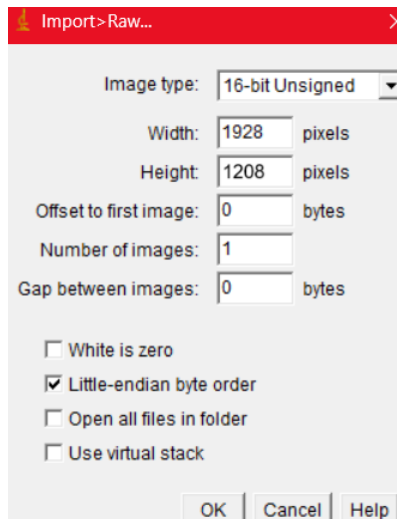 Import>Raw...
Image type: 16-bit Unsigned
Width: 1928 pixels
Height: 1208 pixels
Offset to first image: 0 bytes
Number of images: 1
Gap between images: 0 bytes
White is zero
Little-endian byte order
Open all files in folder
Use virtual stack
OK Cancel Help